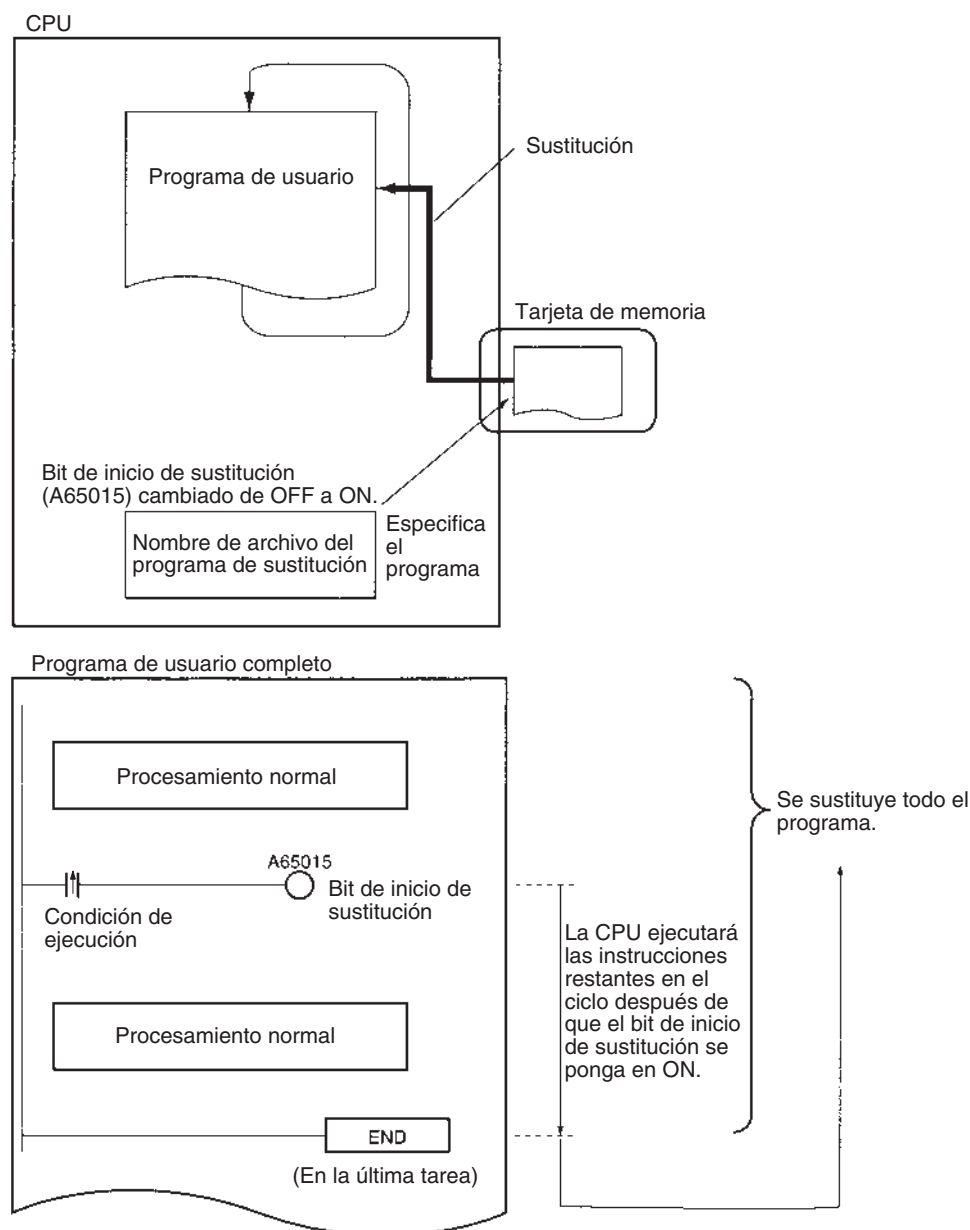 CPU
Programa de usuario
Sustitución
Tarjeta de memoria
Bit de inicio de sustitución
(A65015) cambiado de OFF a ON.
Nombre de archivo del
programa de sustitución
Especifica
el
programa
Programa de usuario completo
Procesamiento normal
Se sustituye todo el
programa.
A65015
Bit de inicio de
sustitución
Condición de
ejecución
La CPU ejecutará
las instrucciones
restantes en el
ciclo después de
que el bit de inicio
de sustitución se
ponga en ON.
Procesamiento normal
END
(En la última tarea)